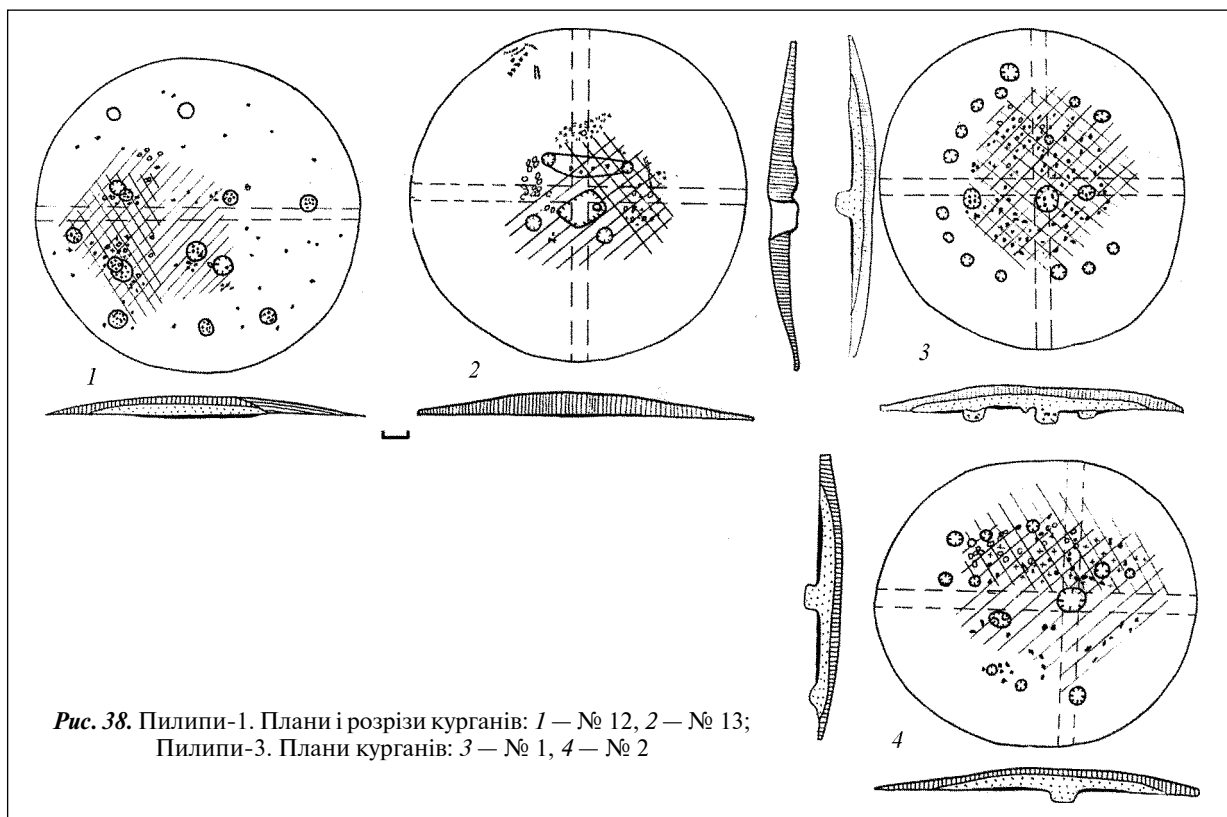 1
2
3
4
Рис. 38. Пилипи-1. Плани і розрізи курганів: 1 — № 12, 2 — № 13;
Пилипи-3. Плани курганів: 3 — № 1, 4 — № 2